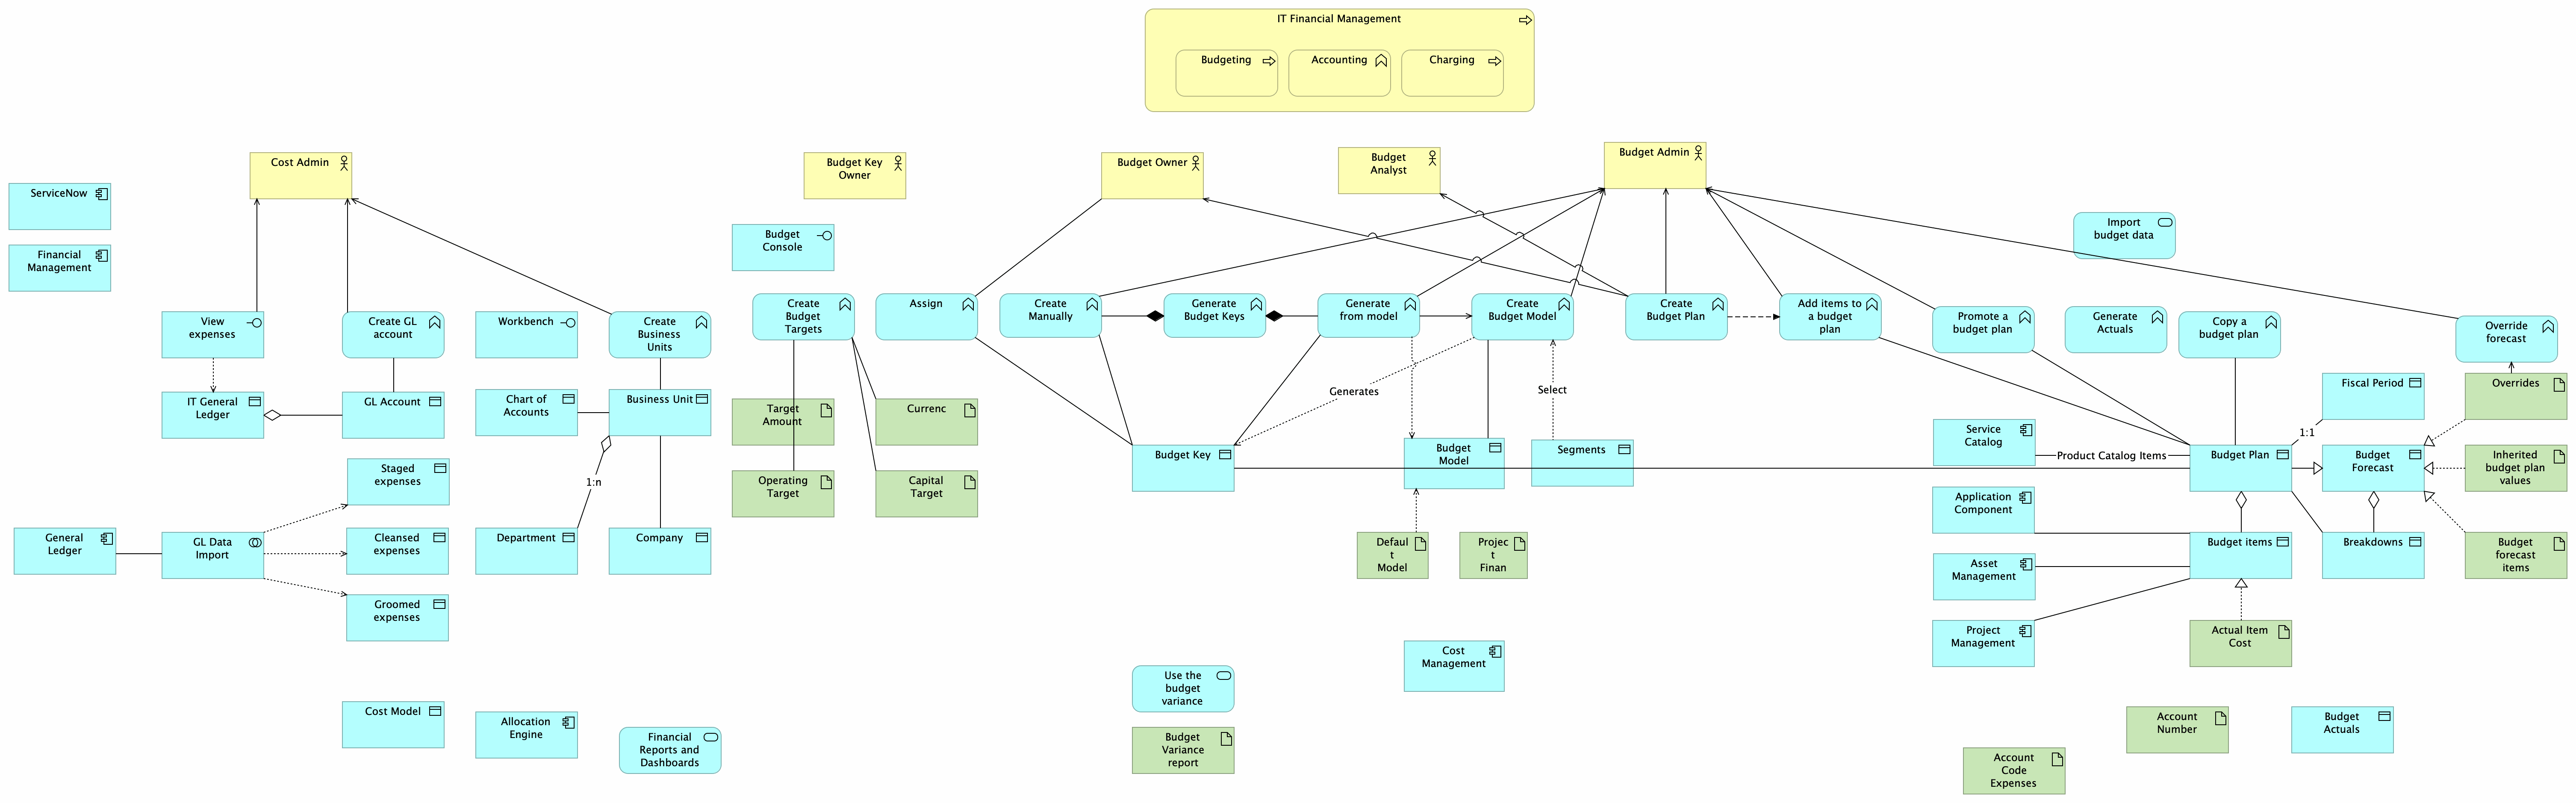 IT Financial Management
Budgeting
Accounting
Charging
Cost Admin
Budget Key
Owner
Budget Owner
Budget
Analyst
Budget Admin
ServiceNow
Financial
Management
Budget
Console
Import
budget data
View
expenses
Create GL
account
Workbench
Create
Business
Units
Create
Budget
Targets
Assign
Create
Manually
Generate
Budget Keys
Generate
from model
Create
Budget Model
Create
Budget Plan
Add items to
a budget
plan
Promote a
budget plan
Generate
Actuals
Copy a
budget plan
Override
forecast
IT General
Ledger
GL Account
Chart of
Accounts
Business Unit
Target
Amount
Currenc
Generates
Select
Fiscal Period
Overrides
1:1
Service
Catalog
Product Catalog Items
Budget Plan
Budget
Forecast
Inherited
budget plan
values
Budget Key
Budget
Model
Segments
Staged
expenses
1:n
Operating
Target
Capital
Target
Application
Component
General
Ledger
GL Data
Import
Cleansed
expenses
Department
Company
Defaul
t
Model
Projec
t
Finan
Budget items
Breakdowns
Budget
forecast
items
Asset
Management
Groomed
expenses
Project
Management
Actual Item
Cost
Cost
Management
Use the
budget
variance
Cost Model
Allocation
Engine
Financial
Reports and
Dashboards
Budget
Variance
report
Account
Number
Budget
Actuals
Account
Code
Expenses